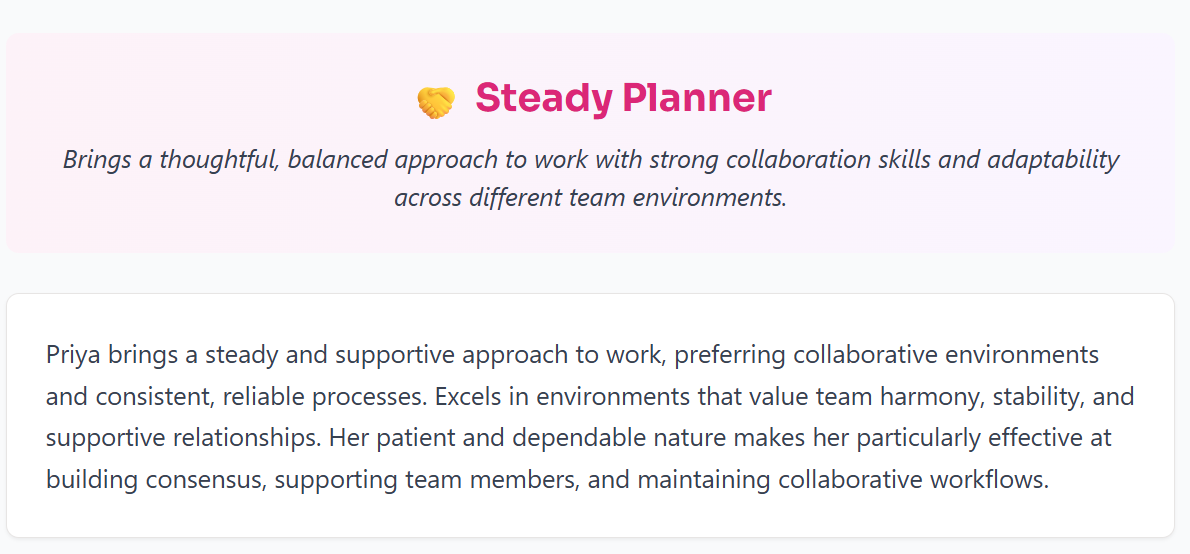 🤝 Steady Planner
Brings a thoughtful, balanced approach to work with strong collaboration skills and adaptability
across different team environments.
Priya brings a steady and supportive approach to work, preferring collaborative environments
and consistent, reliable processes. Excels in environments that value team harmony, stability, and
supportive relationships. Her patient and dependable nature makes her particularly effective at
building consensus, supporting team members, and maintaining collaborative workflows.